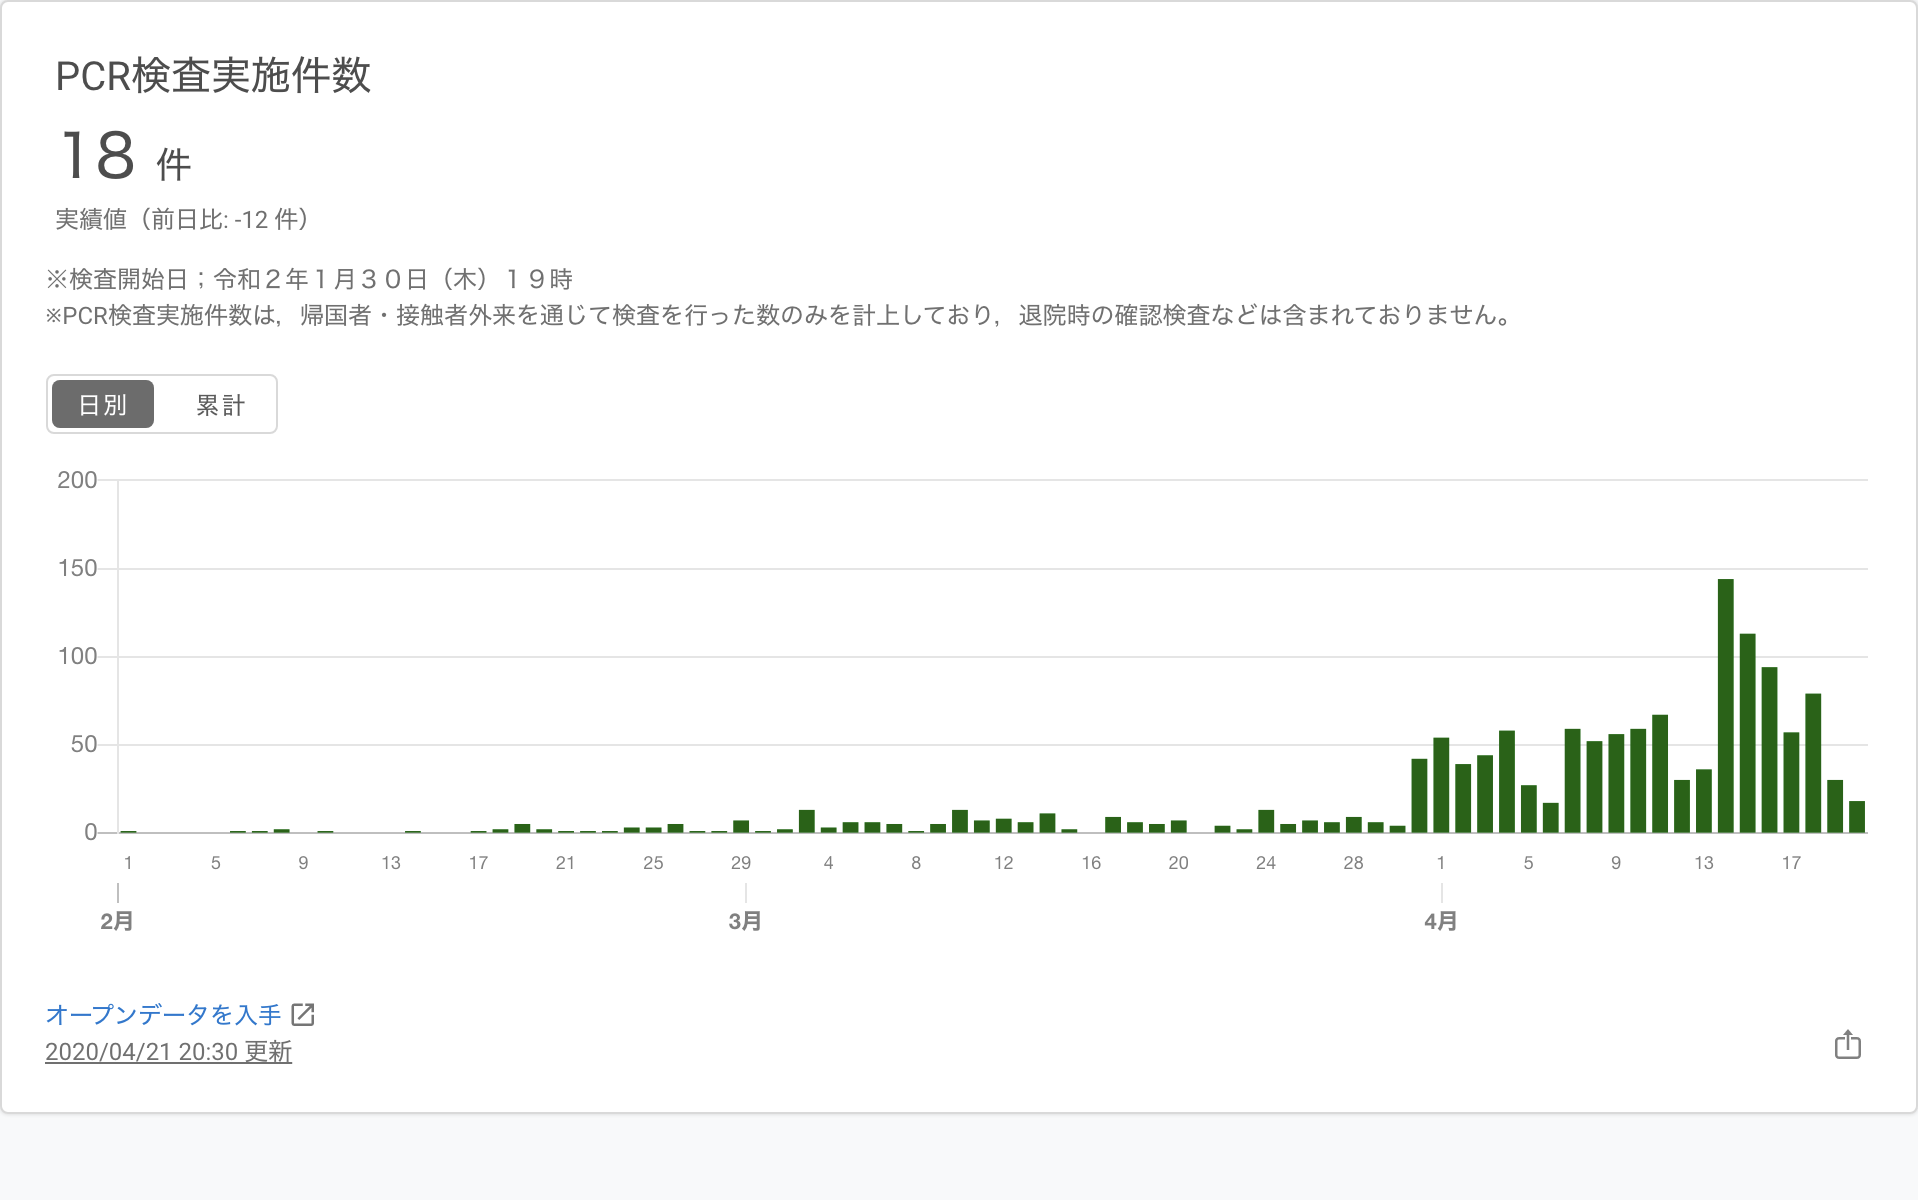 PCR検査実施件数
18 件
実績値（前日比: -12 件）
※検査開始日；令和２年１月３０日（木）１９時
※PCR検査実施件数は，帰国者・接触者外来を通じて検査を行った数のみを計上しており，退院時の確認検査などは含まれておりません。
日別 累計
200
150
100
50
0
1 5 9 13 17 21 25 29 4 8 12 16 20 24 28 1 5 9 13 17
2月 3月 4月
オープンデータを入手
2020/04/21 20:30 更新